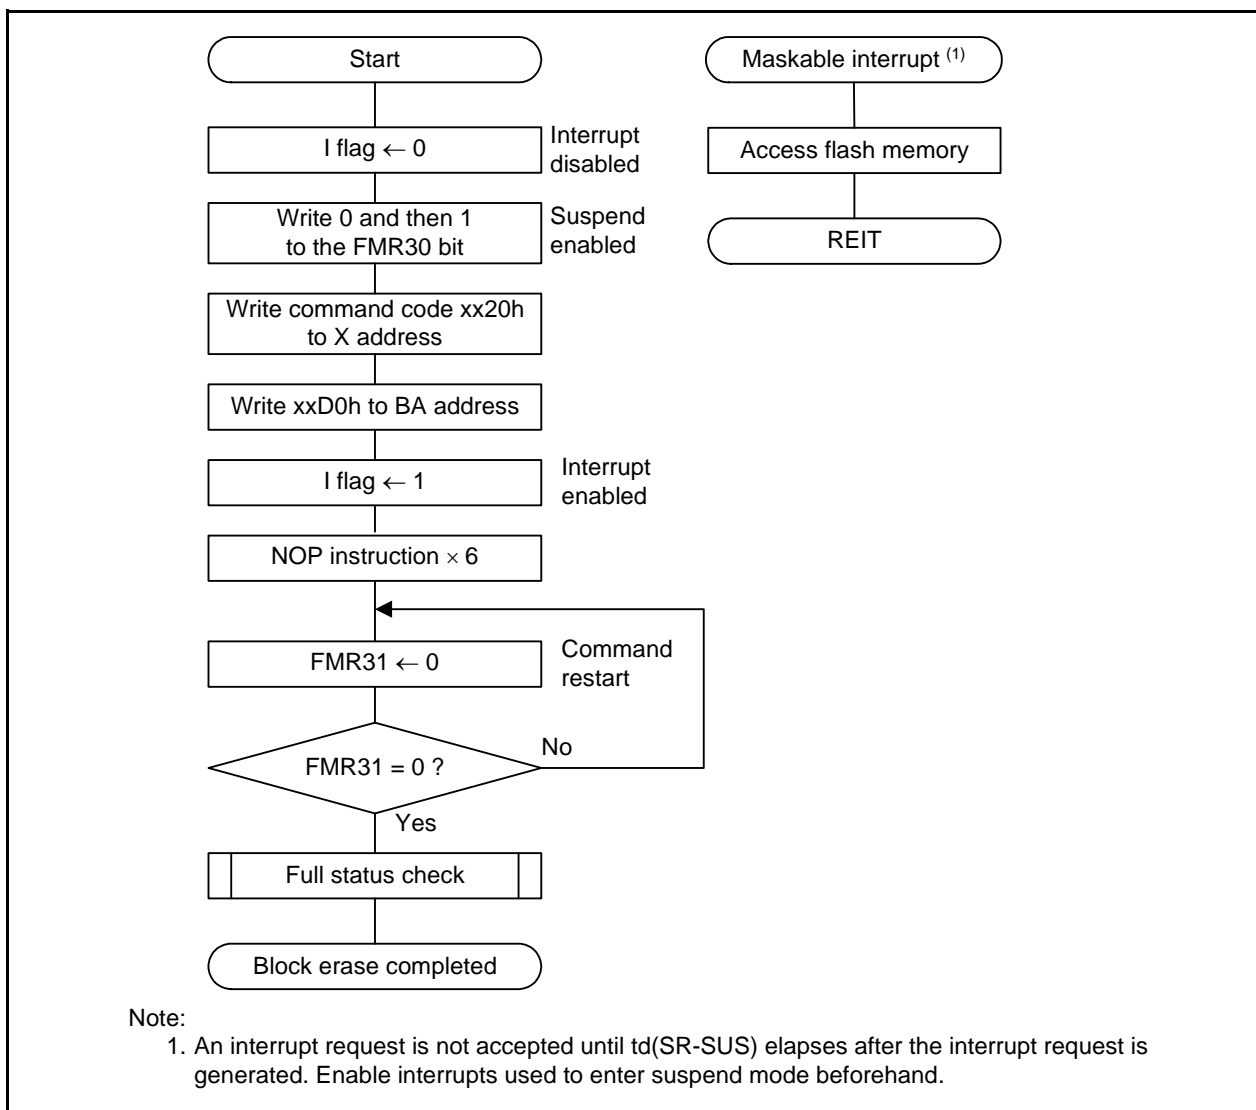 Start
I flag ← 0
Interrupt
disabled
Write 0 and then 1
to the FMR30 bit
Suspend
enabled
Write command code xx20h
to X address
Write xxD0h to BA address
I flag ← 1
Interrupt
enabled
NOP instruction × 6
FMR31 ← 0
Command
restart
FMR31 = 0 ?
No
Yes
Full status check
Block erase completed
Maskable interrupt (1)
Access flash memory
REIT
Note:
1. An interrupt request is not accepted until td(SR-SUS) elapses after the interrupt request is
generated. Enable interrupts used to enter suspend mode beforehand.